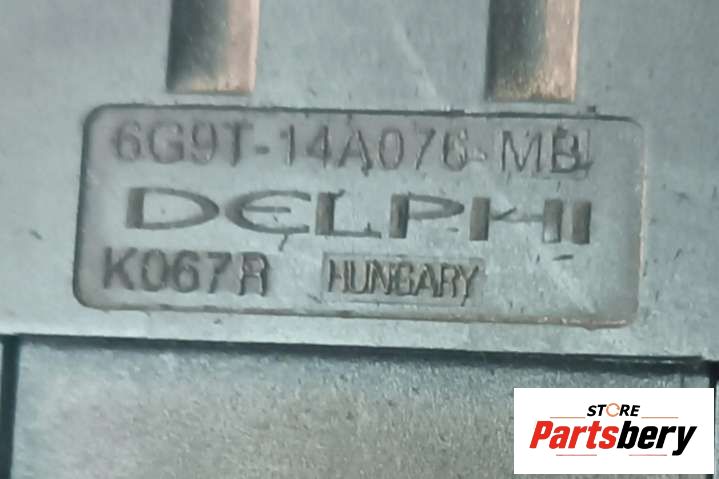 6G9T-14A076-MB
DELPHI
K067R HUNGARY
STORE
Partsbery